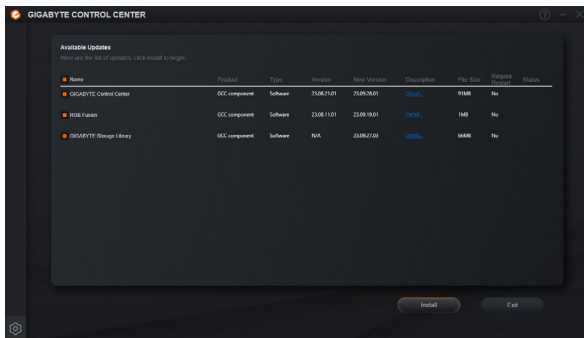 GIGABYTE CONTROL CENTER
Available Updates
Here are the list of updates, click install to begin.
Name Product Type Version New Version Description File Size Require Restart Status
GIGABYTE Control Center GCC component Software 23.08.21.01 23.09.28.01 Detail... 91MB No
RGB Fusion GCC component Software 23.08.11.01 23.09.19.01 Detail... 1MB No
GIGABYTE Storage Library GCC component Software N/A 23.09.27.03 Detail... 66MB No
Install Exit